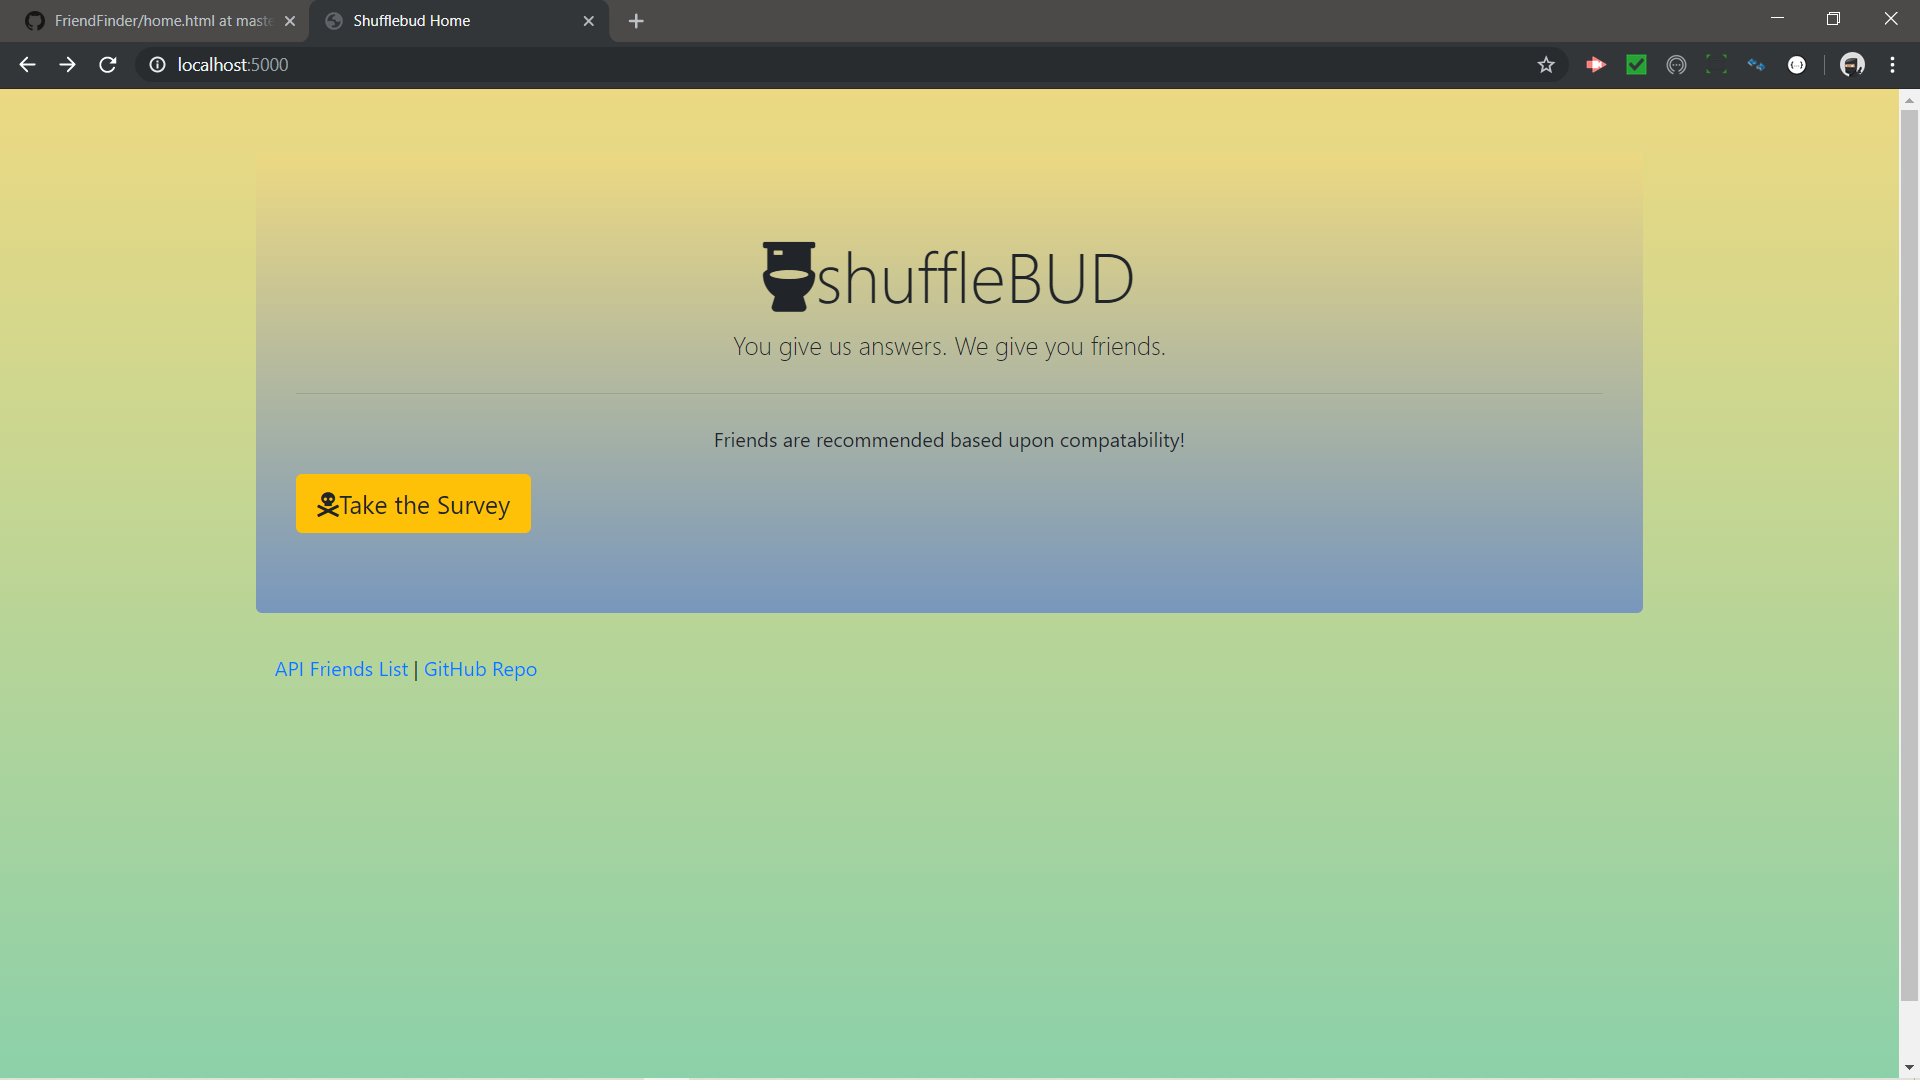 FriendFinder/home.html at maste
Shufflebud Home
localhost:5000
shuffleBUD
You give us answers. We give you friends.
Friends are recommended based upon compatability!
Take the Survey
API Friends List | GitHub Repo